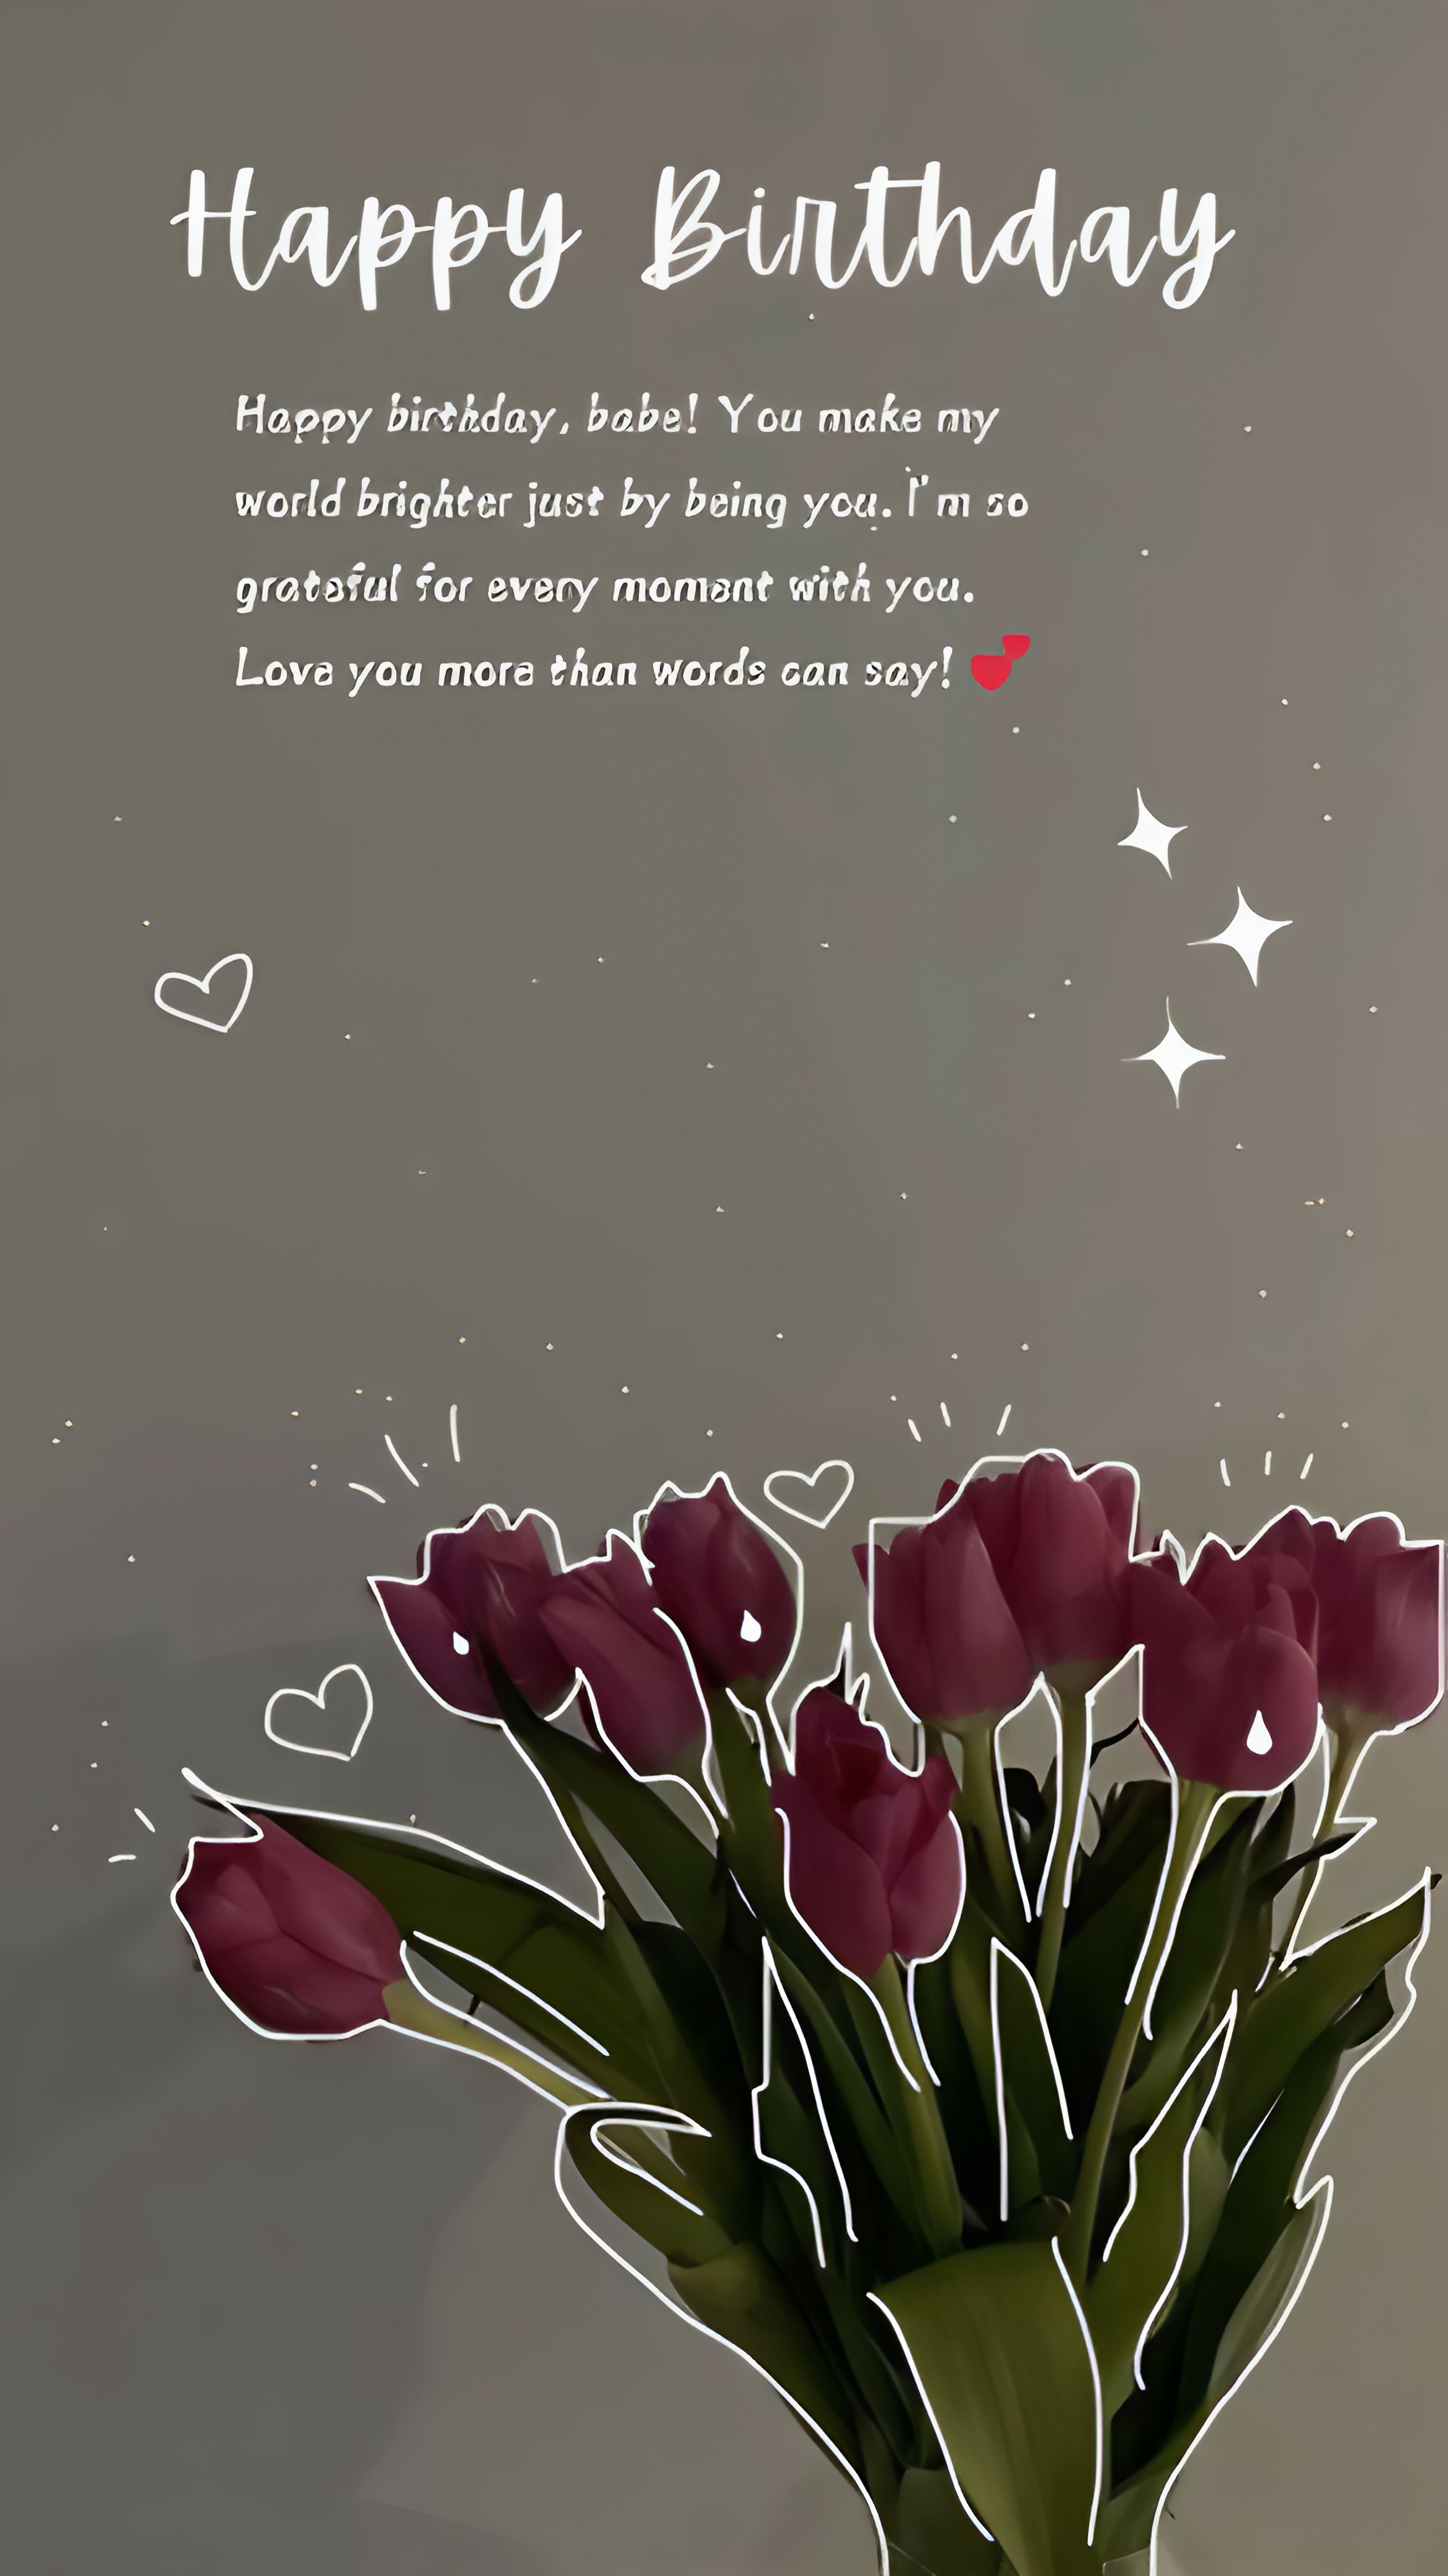 Happy Birthday
Happy birthday, babe! You make my
world brighter just by being you. I'm so
grateful for every moment with you.
Love you more than words can say! 💕